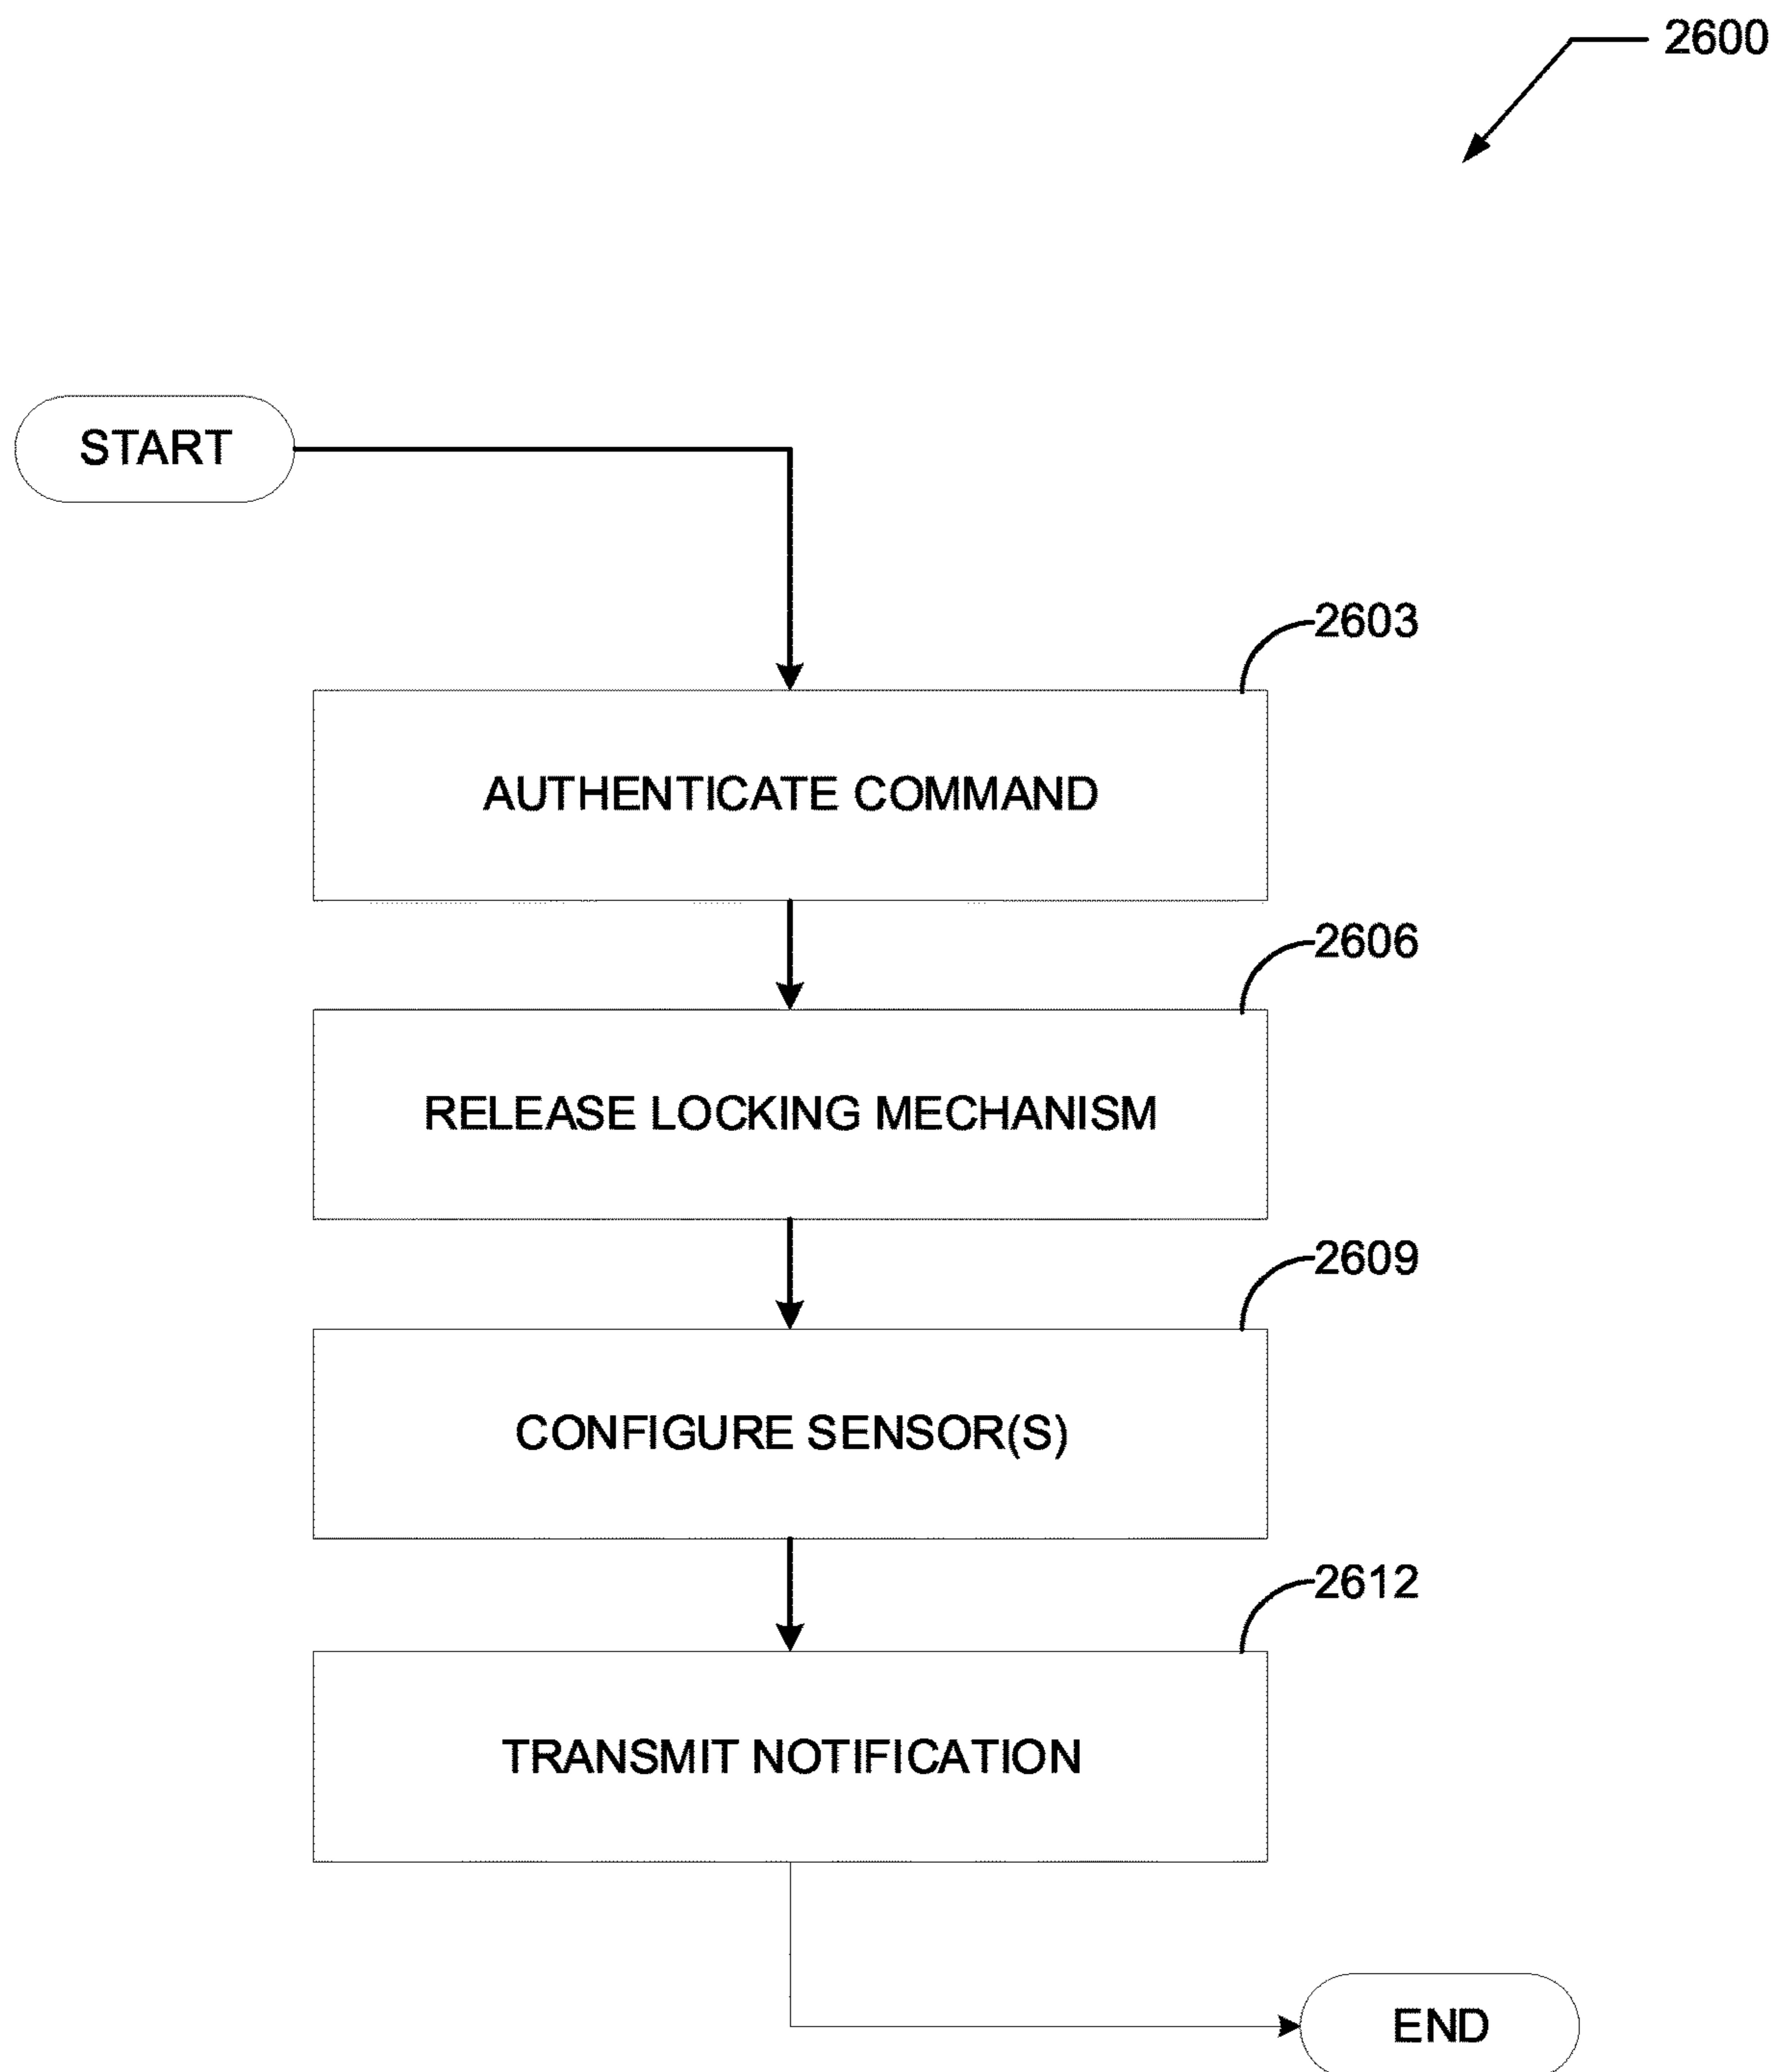 2600
START
2603
AUTHENTICATE COMMAND
2606
RELEASE LOCKING MECHANISM
2609
CONFIGURE SENSOR(S)
2612
TRANSMIT NOTIFICATION
END